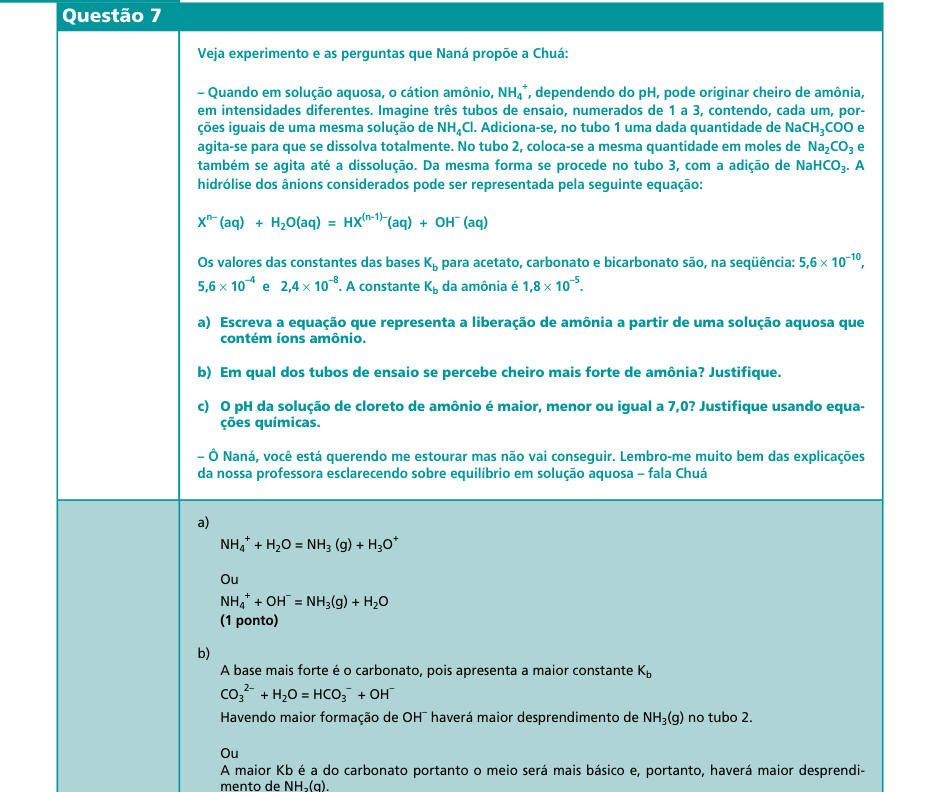 Questão 7
Veja experimento e as perguntas que Naná propõe a Chuá:
– Quando em solução aquosa, o cátion amônio, NH₄⁺, dependendo do pH, pode originar cheiro de amônia,
em intensidades diferentes. Imagine três tubos de ensaio, numerados de 1 a 3, contendo, cada um, por-
ções iguais de uma mesma solução de NH₄Cl. Adiciona-se, no tubo 1 uma dada quantidade de NaCH₃COO e
agita-se para que se dissolva totalmente. No tubo 2, coloca-se a mesma quantidade em moles de Na₂CO₃ e
também se agita até a dissolução. Da mesma forma se procede no tubo 3, com a adição de NaHCO₃. A
hidrólise dos ânions considerados pode ser representada pela seguinte equação:
Xⁿ⁻ (aq) + H₂O(aq) = HX⁽ⁿ⁻¹⁾⁻(aq) + OH⁻ (aq)
Os valores das constantes das bases K_b para acetato, carbonato e bicarbonato são, na seqüência: 5,6 × 10⁻¹⁰,
5,6 × 10⁻⁴ e 2,4 × 10⁻⁸. A constante K_b da amônia é 1,8 × 10⁻⁵.
a) Escreva a equação que representa a liberação de amônia a partir de uma solução aquosa que
contém íons amônio.
b) Em qual dos tubos de ensaio se percebe cheiro mais forte de amônia? Justifique.
c) O pH da solução de cloreto de amônio é maior, menor ou igual a 7,0? Justifique usando equa-
ções químicas.
– Ô Naná, você está querendo me estourar mas não vai conseguir. Lembro-me muito bem das explicações
da nossa professora esclarecendo sobre equilíbrio em solução aquosa – fala Chuá
a)
NH₄⁺ + H₂O = NH₃ (g) + H₃O⁺
Ou
NH₄⁺ + OH⁻ = NH₃(g) + H₂O
(1 ponto)
b)
A base mais forte é o carbonato, pois apresenta a maior constante K_b
CO₃²⁻ + H₂O = HCO₃⁻ + OH⁻
Havendo maior formação de OH⁻ haverá maior desprendimento de NH₃(g) no tubo 2.
Ou
A maior Kb é a do carbonato portanto o meio será mais básico e, portanto, haverá maior desprendi-
mento de NH₃(g).